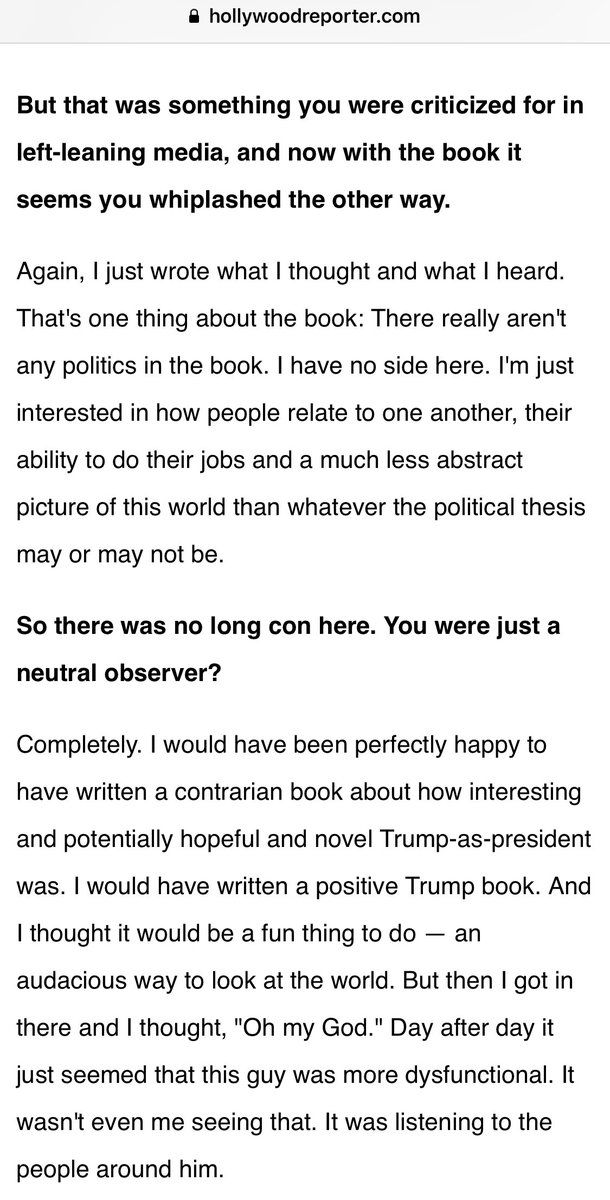 hollywoodreporter.com
But that was something you were criticized for in
left-leaning media, and now with the book it
seems you whiplashed the other way.
Again, I just wrote what I thought and what I heard.
That's one thing about the book: There really aren't
any politics in the book. I have no side here. I'm just
interested in how people relate to one another, their
ability to do their jobs and a much less abstract
picture of this world than whatever the political thesis
may or may not be.
So there was no long con here. You were just a
neutral observer?
Completely. I would have been perfectly happy to
have written a contrarian book about how interesting
and potentially hopeful and novel Trump-as-president
was. I would have written a positive Trump book. And
I thought it would be a fun thing to do — an
audacious way to look at the world. But then I got in
there and I thought, "Oh my God." Day after day it
just seemed that this guy was more dysfunctional. It
wasn't even me seeing that. It was listening to the
people around him.